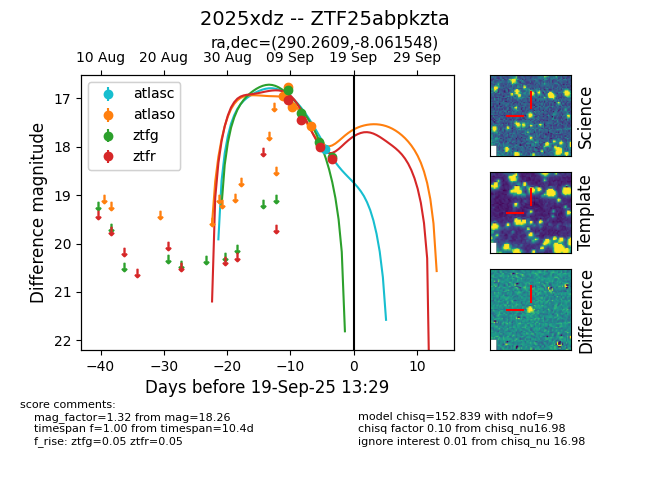 2025xdz -- ZTF25abpkzta
ra,dec=(290.2609,-8.061548)
10 Aug 20 Aug 30 Aug 09 Sep 19 Sep 29 Sep
atlasc
atlaso
ztfg
ztfr
17
18
19
20
21
22
Difference magnitude
−40 −30 −20 −10 0 10
Days before 19-Sep-25 13:29
Science
Template
Difference
score comments:
mag_factor=1.32 from mag=18.26
timespan f=1.00 from timespan=10.4d
f_rise: ztfg=0.05 ztfr=0.05
model chisq=152.839 with ndof=9
chisq factor 0.10 from chisq_nu16.98
ignore interest 0.01 from chisq_nu 16.98